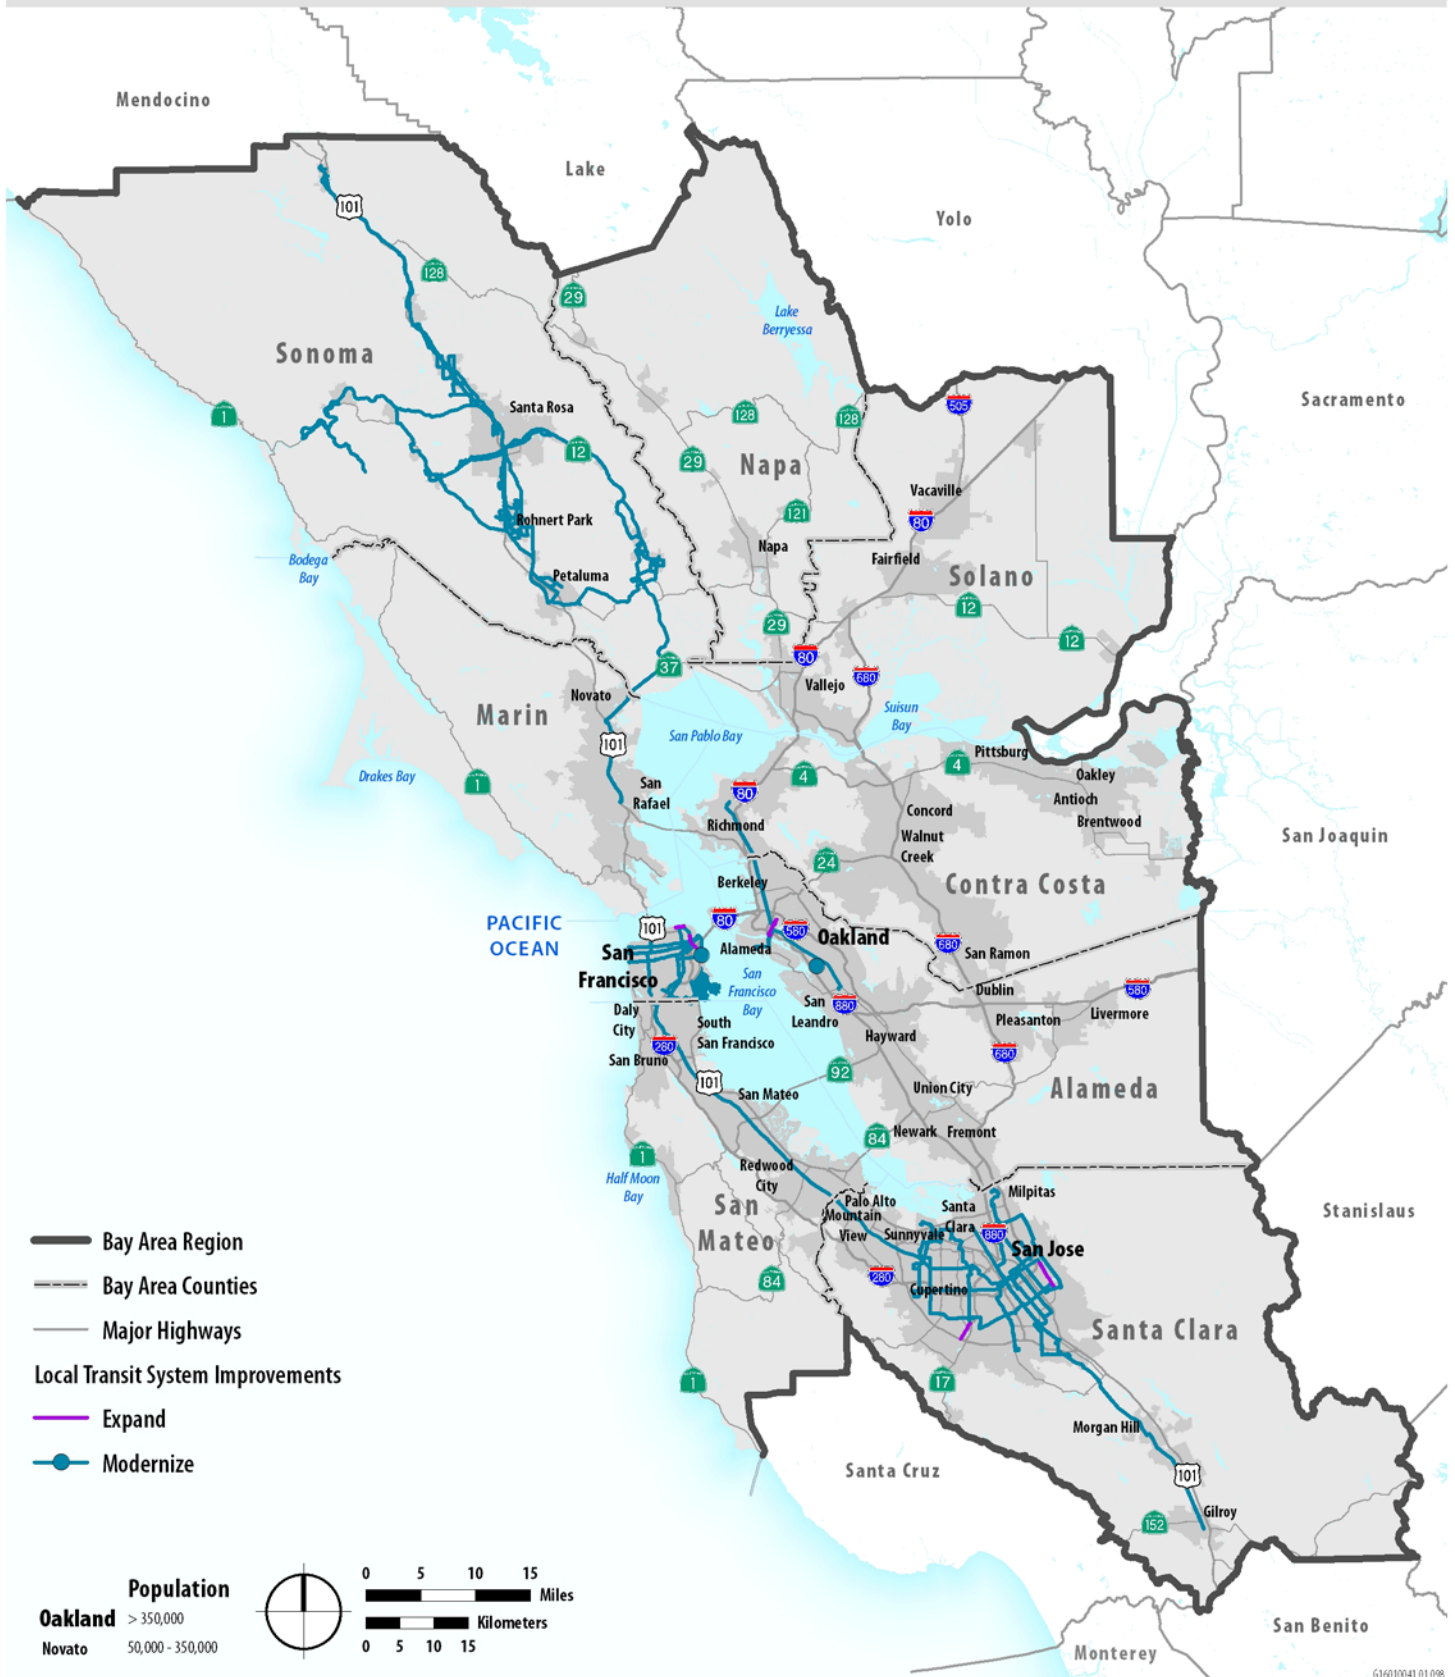 Mendocino
Lake
Yolo
101
128
29
Lake
Berryessa
Sonoma
Sacramento
1
Santa Rosa
128
128
505
12
29
Napa
Vacaville
80
121
Rohnert Park
Napa
Fairfield
Bodega
Bay
Petaluma
Solano
12
29
12
37
80
680
Vallejo
Novato
Marin
Suisun
Bay
San Pablo Bay
101
Pittsburg
4
4
Drakes Bay
1
San
Rafael
80
Oakley
Antioch
Brentwood
Concord
Richmond
Walnut
Creek
San Joaquin
24
Berkeley
Contra Costa
PACIFIC
OCEAN
101
80
580
Oakland
680
San Ramon
Alameda
San
Francisco
San
Francisco
Bay
Dublin
580
San
Leandro
880
Daly
City
South
San Francisco
Pleasanton
Livermore
Hayward
280
San Bruno
680
92
101
San Mateo
Union City
Alameda
84
Newark
Fremont
1
Half Moon
Bay
Redwood
City
Palo Alto
Mountain
View
Santa
Clara
Milpitas
San
Mateo
Sunnyvale
880
San Jose
Stanislaus
280
84
Cupertino
Santa Clara
1
17
Morgan Hill
Santa Cruz
101
152
Gilroy
San Benito
Monterey
Bay Area Region
Bay Area Counties
Major Highways
Local Transit System Improvements
Expand
Modernize
Population
Oakland > 350,000
Novato 50,000 - 350,000
0 5 10 15
Miles
Kilometers
0 5 10 15